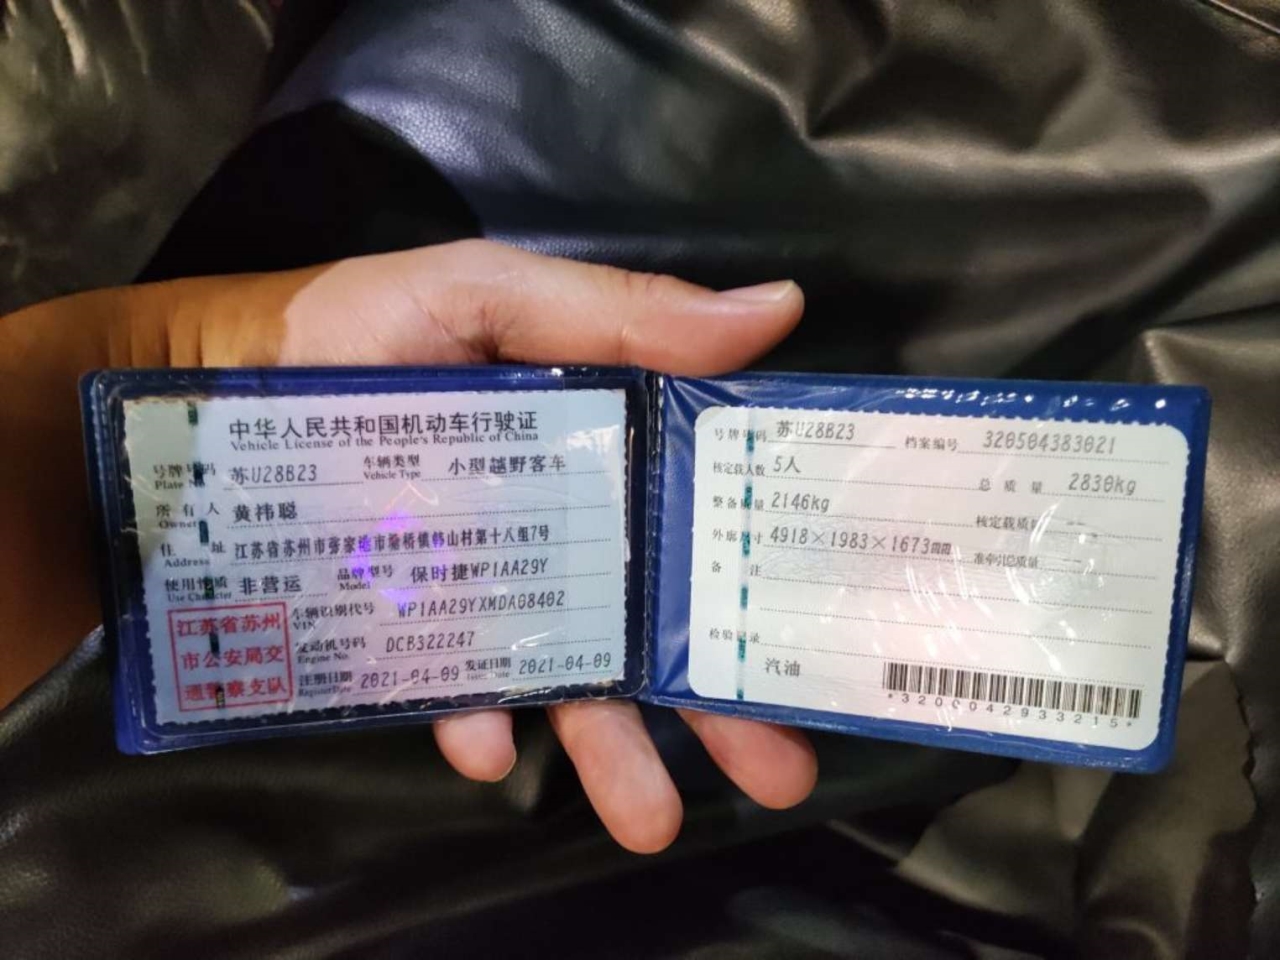 中华人民共和国机动车行驶证
Vehicle License of the People's Republic of China
号牌号码 苏U28B23 车辆类型 小型越野客车
Plate No. Vehicle Type
所有人 黄祎聪
Owner
住址 江苏省苏州市张家港市塘桥镇韩山村第十八组7号
Address
使用性质 非营运 品牌型号 保时捷WP1AA29Y
Use Character Model
车辆识别代号 WP1AA29YXMDA08402
VIN
发动机号码 DCB322247
Engine No.
注册日期 2021-04-09 发证日期 2021-04-09
Register Date Issue Date
江苏省苏州
市公安局交
通警察支队
号牌号码 苏U28B23 档案编号 320504383021
核定载人数 5人 总质量 2830kg
整备质量 2146kg 核定载质量 --
外廓尺寸 4918×1983×1673 准牵引总质量 --
备注
检验记录
汽油
*3200042933215*